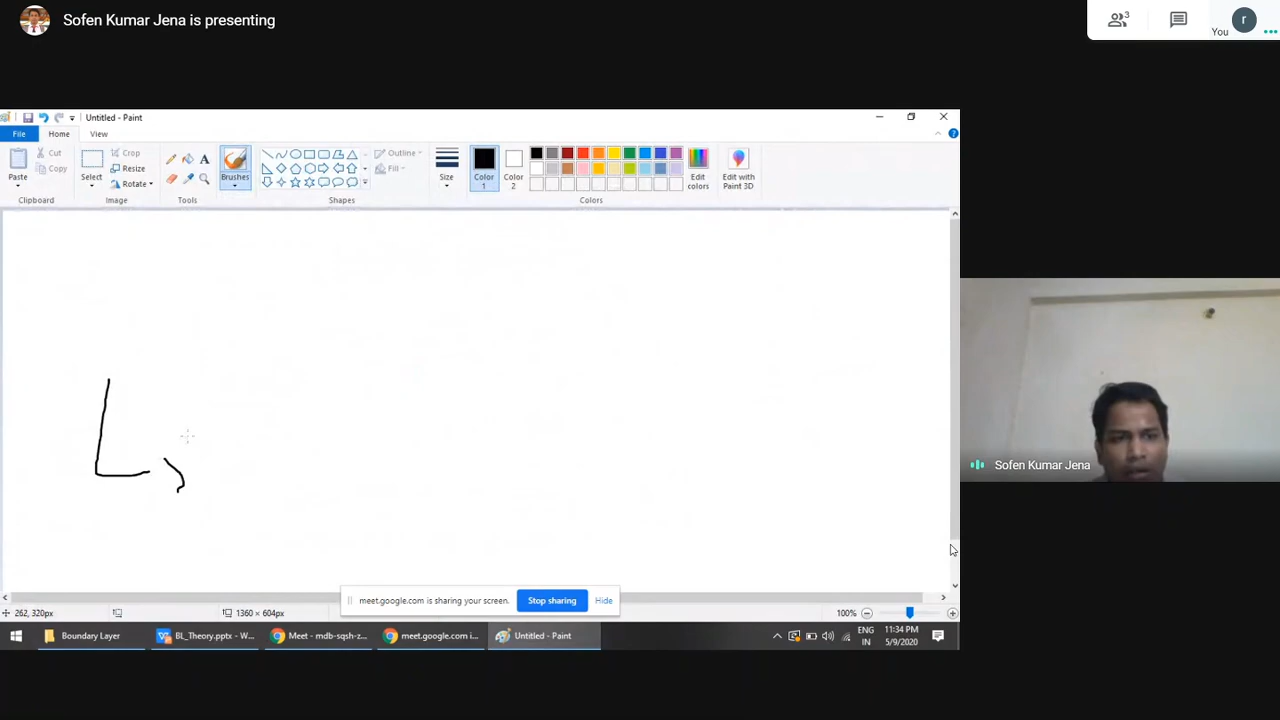 Sofen Kumar Jena is presenting
3
You
r
Untitled - Paint
File Home View
Paste
Cut
Copy
Clipboard
Select
Crop
Resize
Rotate
Image
A
Tools
Brushes
Outline
Fill
Shapes
Size
Color 1
Color 2
Edit colors
Colors
Edit with Paint 3D
L,
Sofen Kumar Jena
meet.google.com is sharing your screen. Stop sharing Hide
262, 320px 1360 × 604px 100%
Boundary Layer BL_Theory.pptx - W... Meet - mdb-sqsh-z... meet.google.com i... Untitled - Paint
ENG IN
11:34 PM
5/9/2020